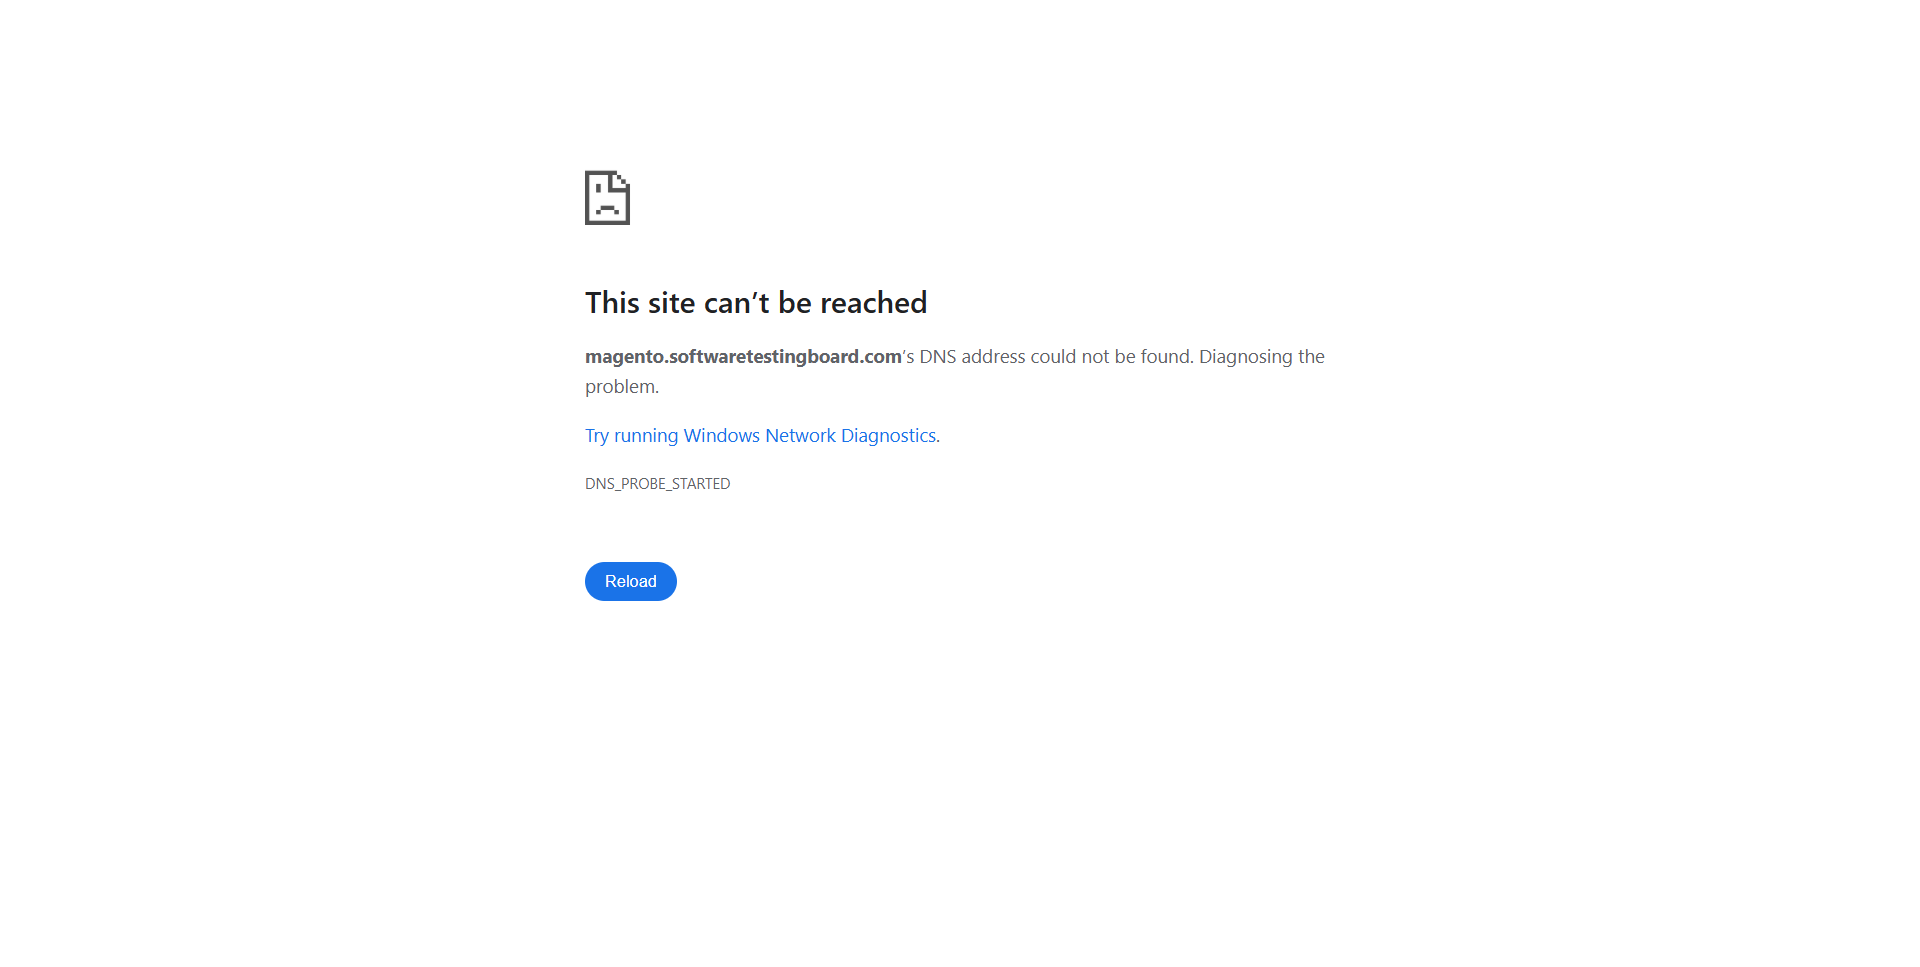 This site can’t be reached
magento.softwaretestingboard.com’s DNS address could not be found. Diagnosing the
problem.
Try running Windows Network Diagnostics.
DNS_PROBE_STARTED
Reload